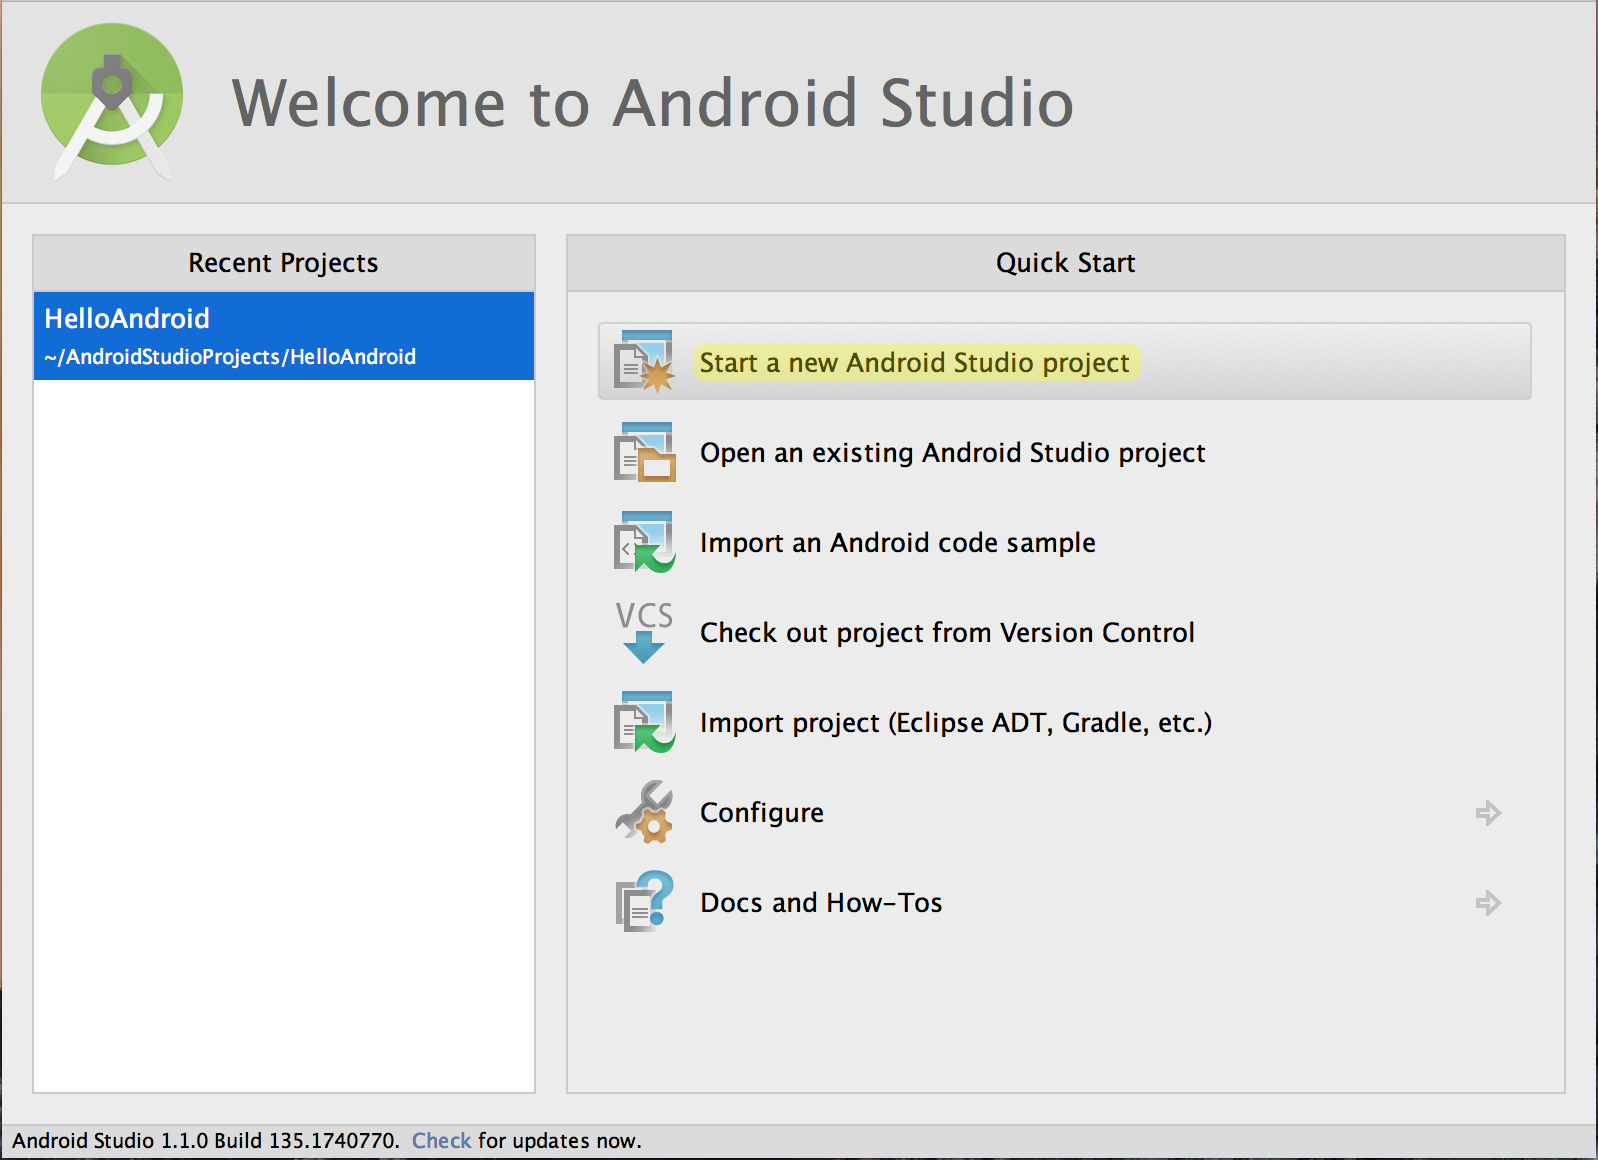 Welcome to Android Studio
Recent Projects
HelloAndroid
~/AndroidStudioProjects/HelloAndroid
Quick Start
Start a new Android Studio project
Open an existing Android Studio project
Import an Android code sample
VCS
Check out project from Version Control
Import project (Eclipse ADT, Gradle, etc.)
Configure
Docs and How-Tos
Android Studio 1.1.0 Build 135.1740770. Check for updates now.